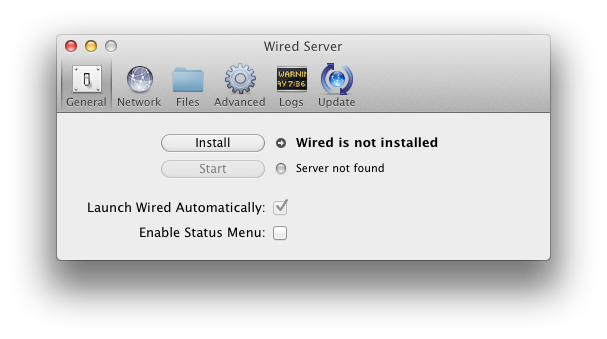 Wired Server
General Network Files Advanced Logs Update
WARNIN
AY 7:86
Install Wired is not installed
Start Server not found
Launch Wired Automatically:
Enable Status Menu: